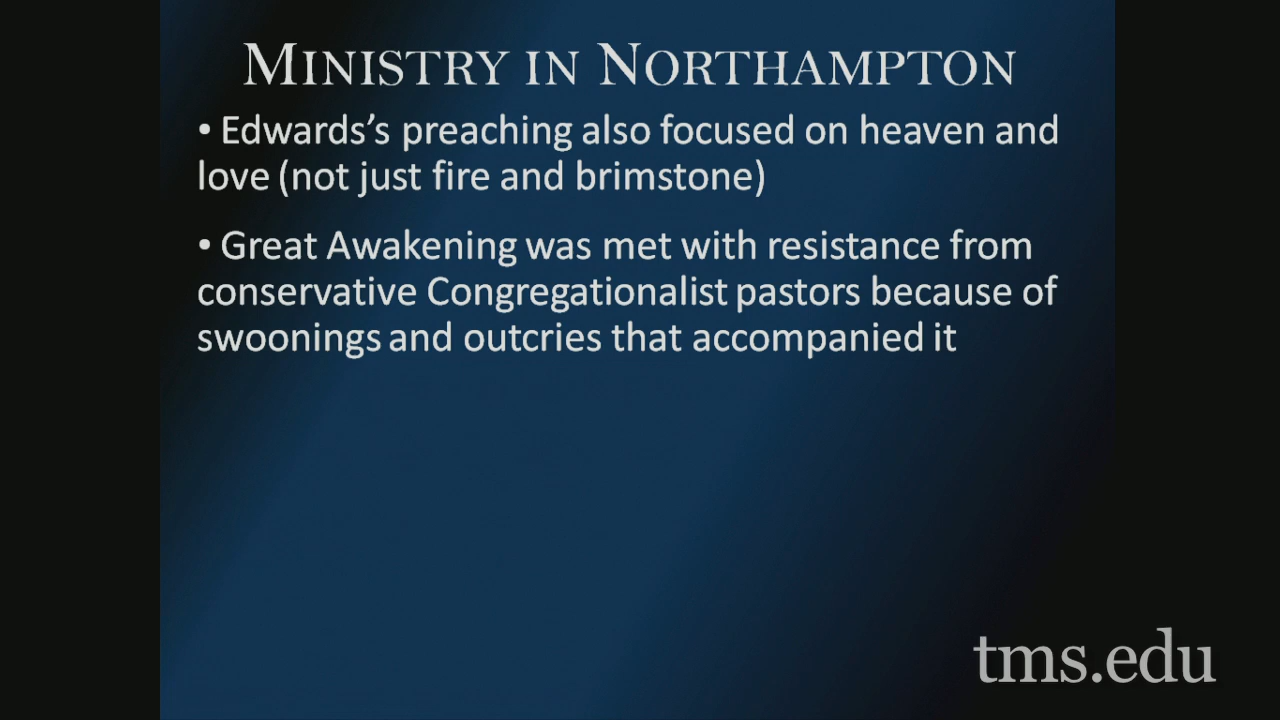 MINISTRY IN NORTHAMPTON
• Edwards’s preaching also focused on heaven and
love (not just fire and brimstone)
• Great Awakening was met with resistance from
conservative Congregationalist pastors because of
swoonings and outcries that accompanied it
tms.edu